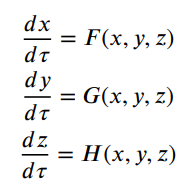 dx/dτ = F(x, y, z)
dy/dτ = G(x, y, z)
dz/dτ = H(x, y, z)